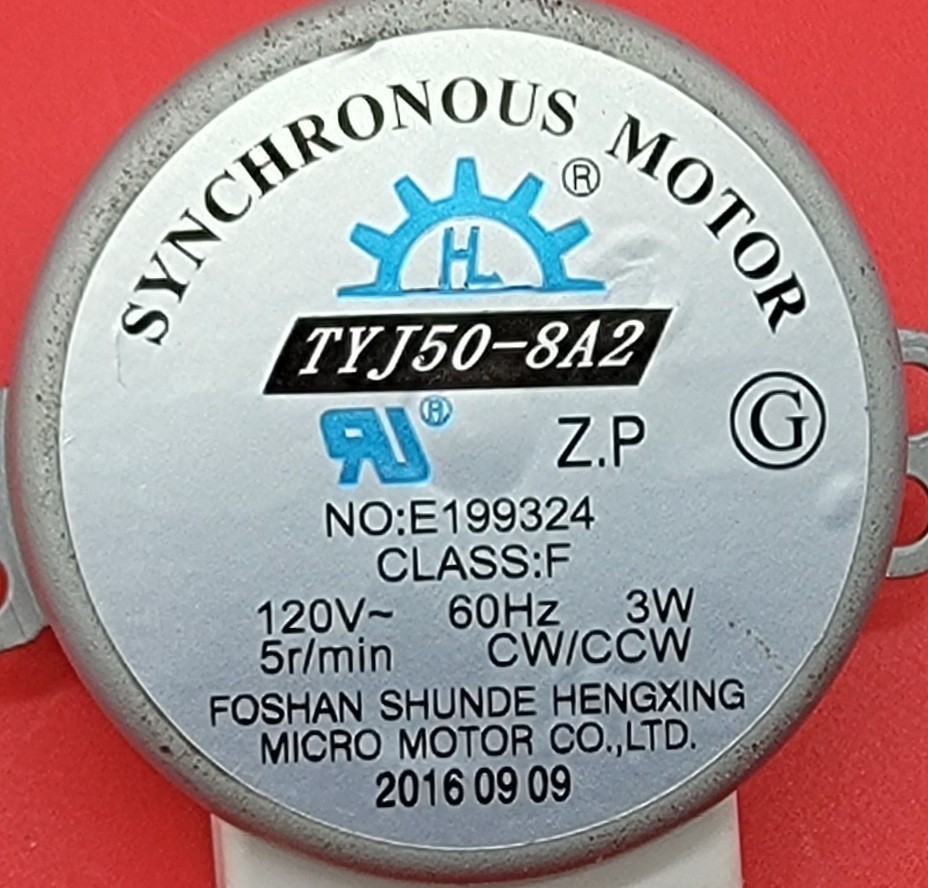 SYNCHRONOUS MOTOR
®
HL
TYJ50-8A2
RU® Z.P G
NO:E199324
CLASS:F
120V~ 60Hz 3W
5r/min CW/CCW
FOSHAN SHUNDE HENGXING
MICRO MOTOR CO.,LTD.
2016 09 09